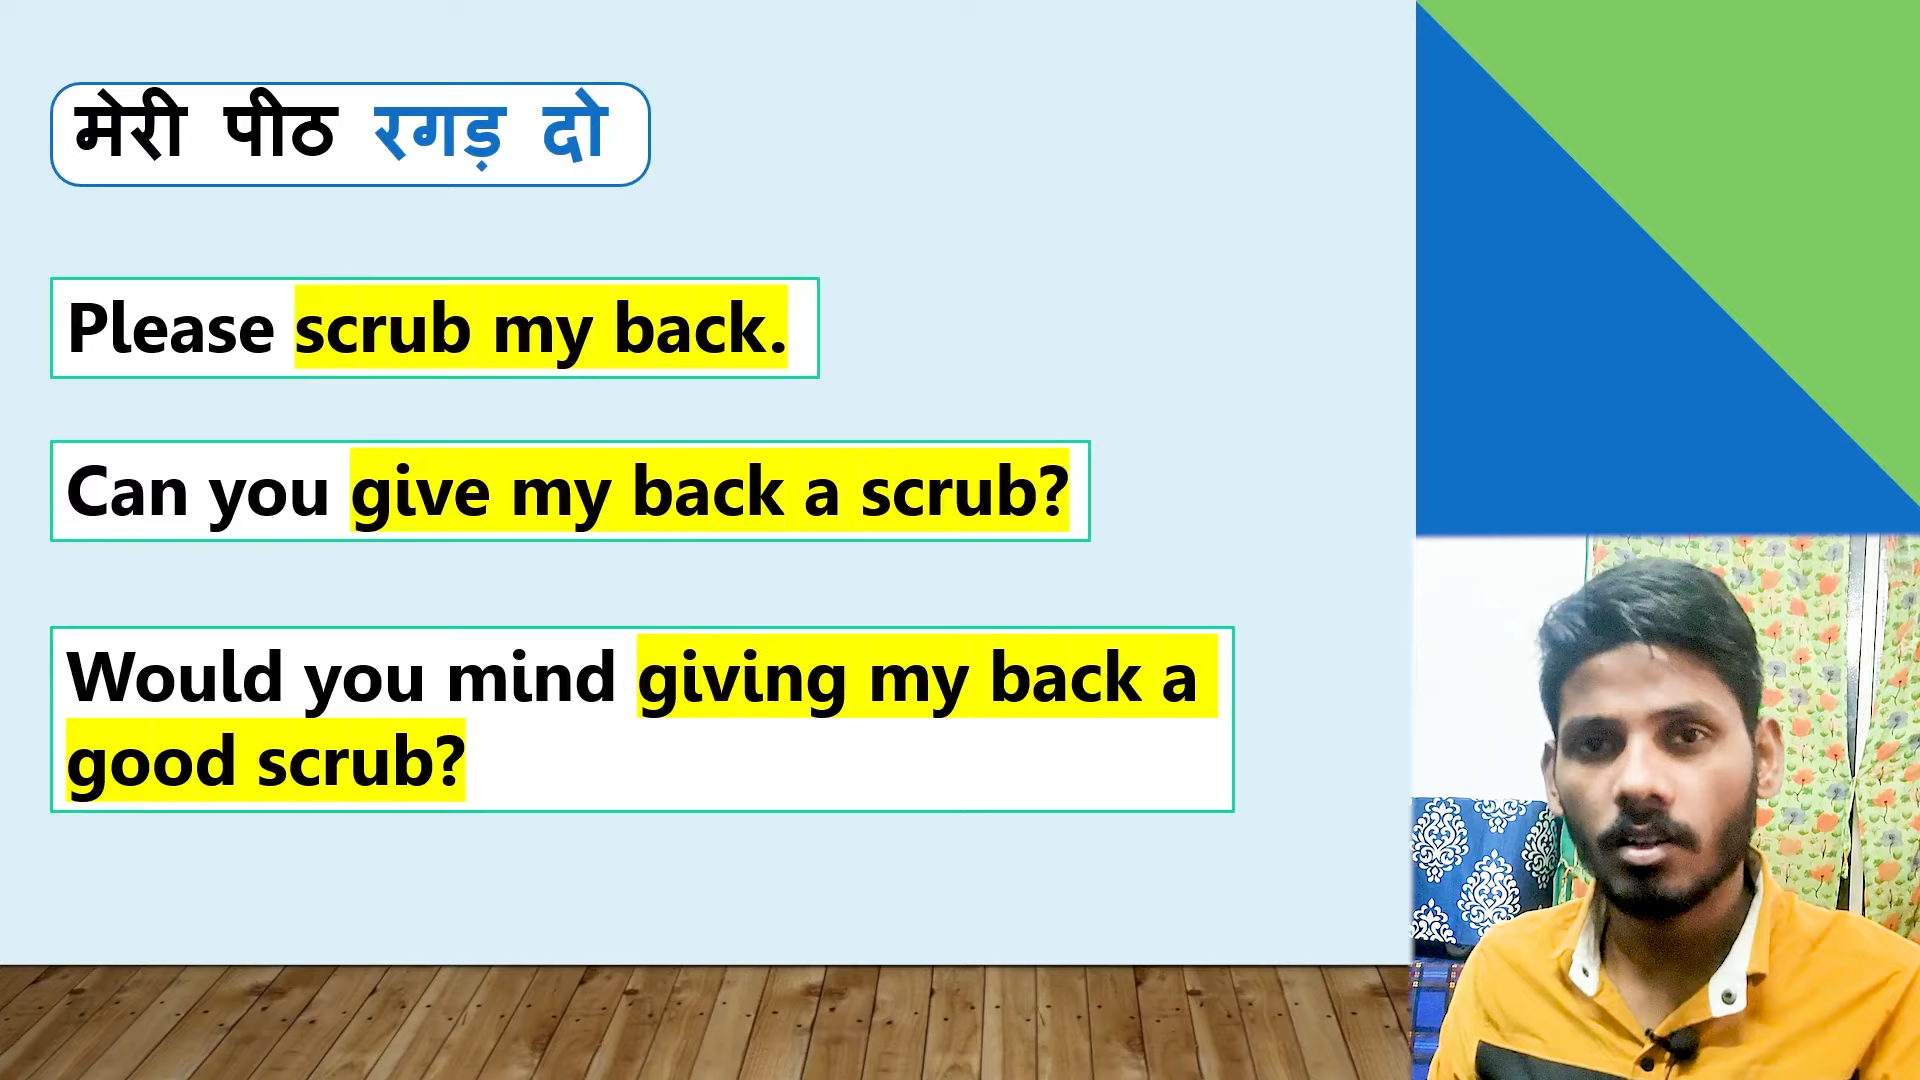 मेरी पीठ रगड़ दो
Please scrub my back.
Can you give my back a scrub?
Would you mind giving my back a
good scrub?